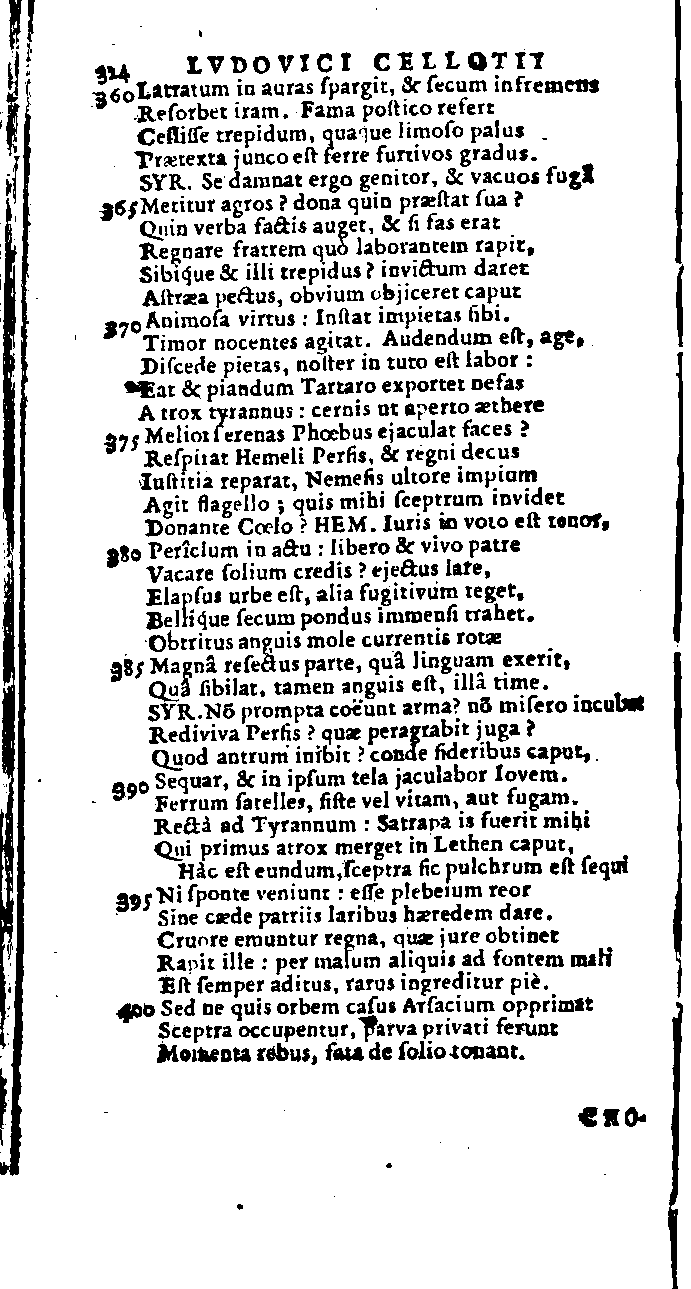 324 LVDOVICI CELLOTII
360 Latratum in auras ſpargit, & ſecum infremens
Reſorbet iram. Fama poſtico refert
Ceſſiſſe trepidum, quaque limoſo palus
Prætexta junco eſt ferre furtivos gradus.
SYR. Se damnat ergo genitor, & vacuos fugâ
365 Metitur agros? dona quin præſtat ſua?
Quin verba factis auget, & ſi fas erat
Regnare fratrem quò laborantem rapit,
Sibiq́ue & illi trepidus? invictum daret
Aſtræa pectus, obvium objiceret caput
370 Animoſa virtus: Inſtat impietas ſibi.
Timor nocentes agitat. Audendum eſt, age,
Diſcede pietas, noſter in tuto eſt labor:
Eat & piandum Tartaro exportet nefas
Atrox tyrannus: cernis ut aperto æthere
375 Melior ſerenas Phœbus ejaculat faces?
Reſpirat Hemeli Perſis, & regni decus
Iuſtitia reparat, Nemeſis ultore impium
Agit flagello; quis mihi ſceptrum invidet
Donante Cœlo? HEM. Iuris in voto eſt tenor,
380 Perîclum in actu: libero & vivo patre
Vacare ſolium credis? ejectus lare,
Elapſus urbe eſt, alia fugitivum teget,
Belliq́ue ſecum pondus immenſi trahet.
Obtritus anguis mole currentis rotæ
385 Magnâ reſectus parte, quâ linguam exerit,
Quâ ſibilat, tamen anguis eſt, illâ time.
SYR. Nõ prompta coëunt arma? nõ miſero incubat
Rediviva Perſis? quæ peragrabit juga?
Quod antrum inibit? conde ſideribus caput,
390 Sequar, & in ipſum tela jaculabor Iovem.
Ferrum ſatelles, ſiſte vel vitam, aut fugam.
Rectà ad Tyrannum: Satrapa is fuerit mihi
Qui primus atrox merget in Lethen caput,
Hàc eſt eundum, ſceptra ſic pulchrum eſt ſequi
395 Ni ſponte veniunt: eſſe plebeium reor
Sine cæde patriis laribus hæredem dare.
Cruore emuntur regna, quæ jure obtinet
Rapit ille: per malum aliquis ad fontem mali
Eſt ſemper aditus, rarus ingreditur piè.
400 Sed ne quis orbem caſus Arſacium opprimat
Sceptra occupentur, parva privati ferunt
Momenta rebus, fata de ſolio tonant.
CHO-